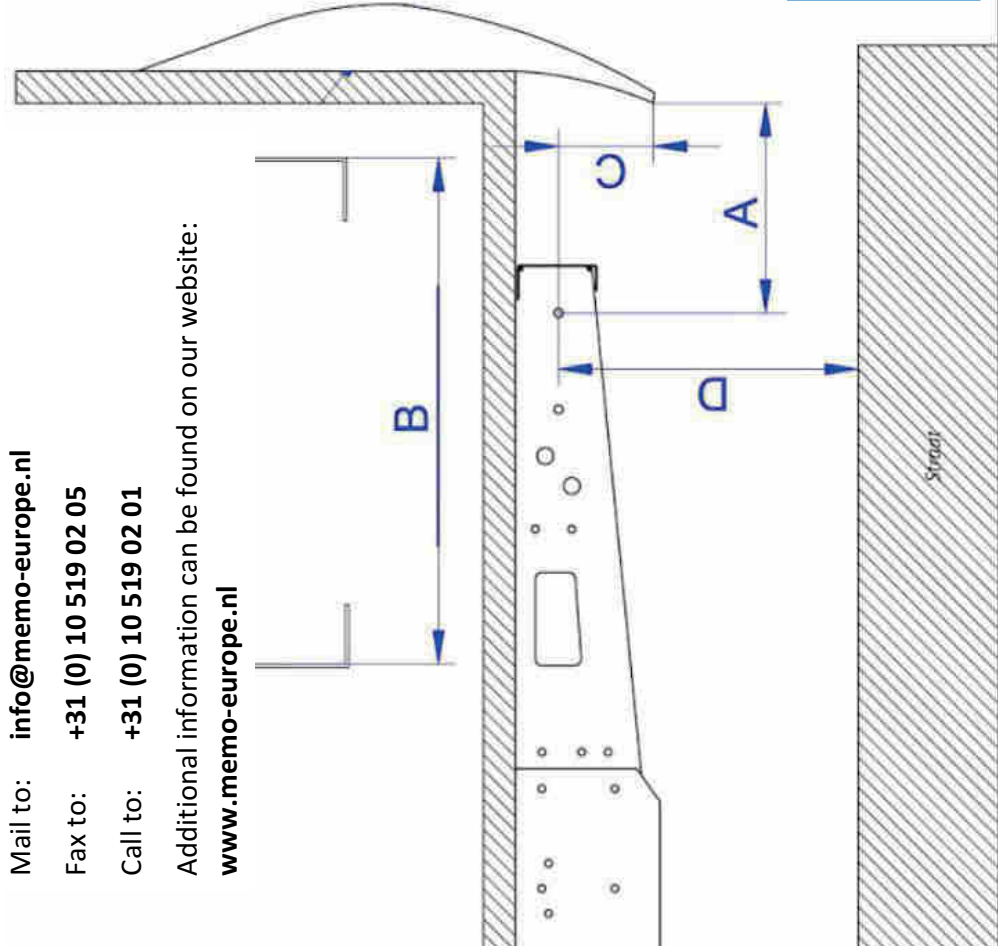 Mail to: info@memo-europe.nl
Fax to: +31 (0) 10 519 02 05
Call to: +31 (0) 10 519 02 01
Additional information can be found on our website:
www.memo-europe.nl
B
C
A
D
Straat